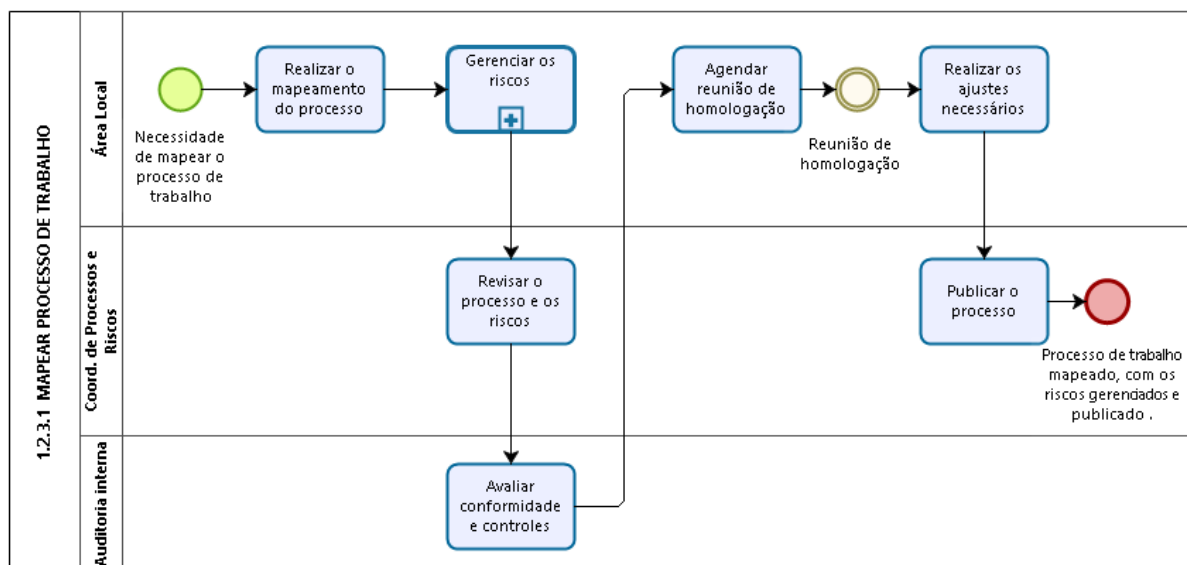 1.2.3.1 MAPEAR PROCESSO DE TRABALHO
Área Local
Necessidade
de mapear o
processo de
trabalho
Realizar o
mapeamento
do processo
Gerenciar os
riscos
Agendar
reunião de
homologação
Reunião de
homologação
Realizar os
ajustes
necessários
Coord. de Processos e
Riscos
Revisar o
processo e os
riscos
Publicar o
processo
Processo de trabalho
mapeado, com os
riscos gerenciados e
publicado .
Auditoria interna
Avaliar
conformidade
e controles